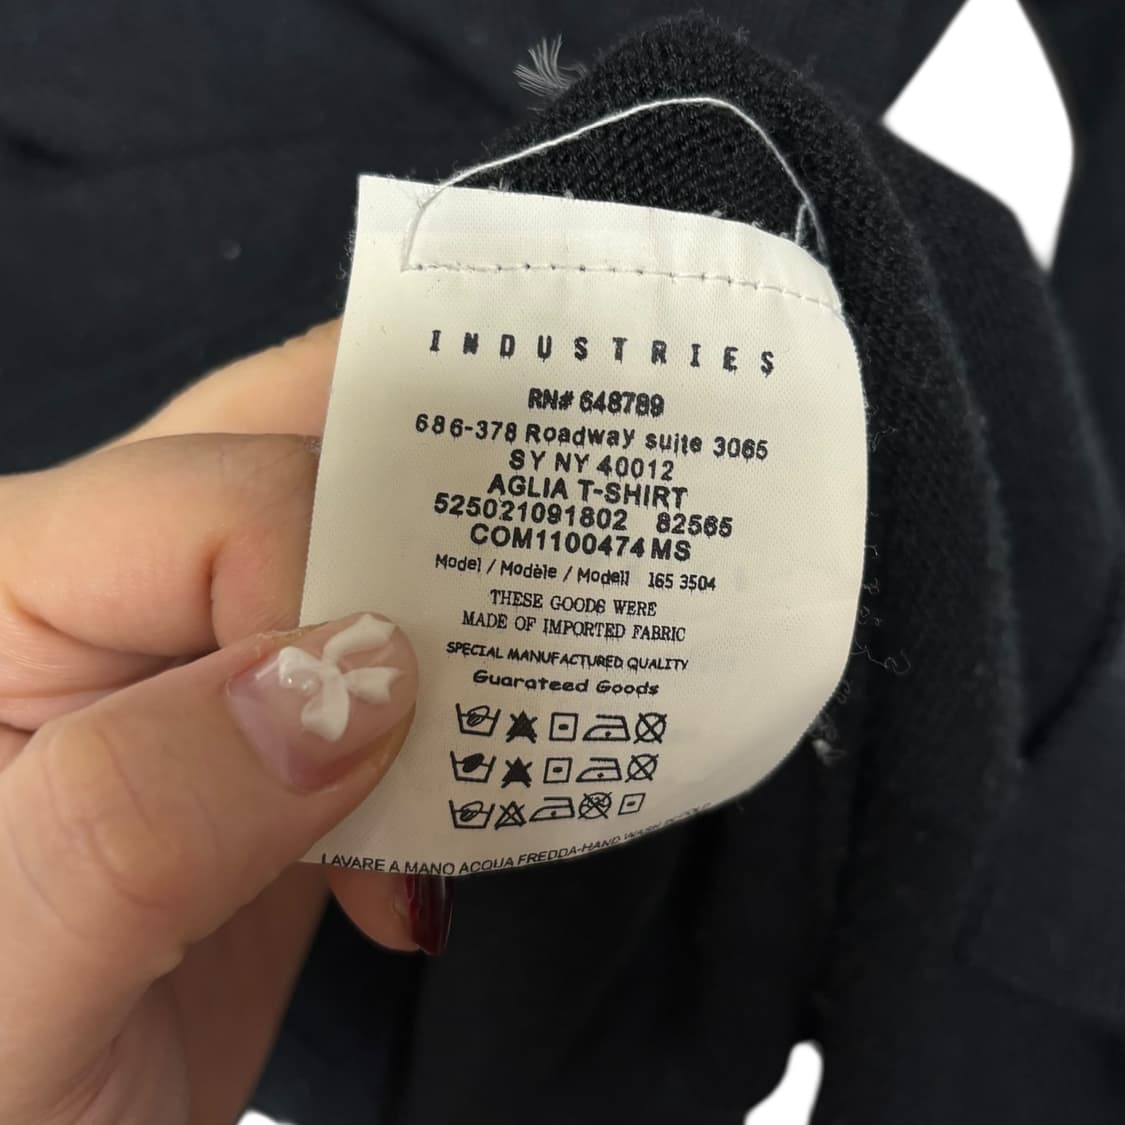 INDUSTRIES
RN# 648789
686-378 Roadway suite 3065
SY NY 40012
AGLIA T-SHIRT
525021091802 82565
COM1100474 MS
Model / Modèle / Modell 165 3504
THESE GOODS WERE
MADE OF IMPORTED FABRIC
SPECIAL MANUFACTURED QUALITY
Guarateed Goods
LAVARE A MANO ACQUA FREDDA-HAND WASH